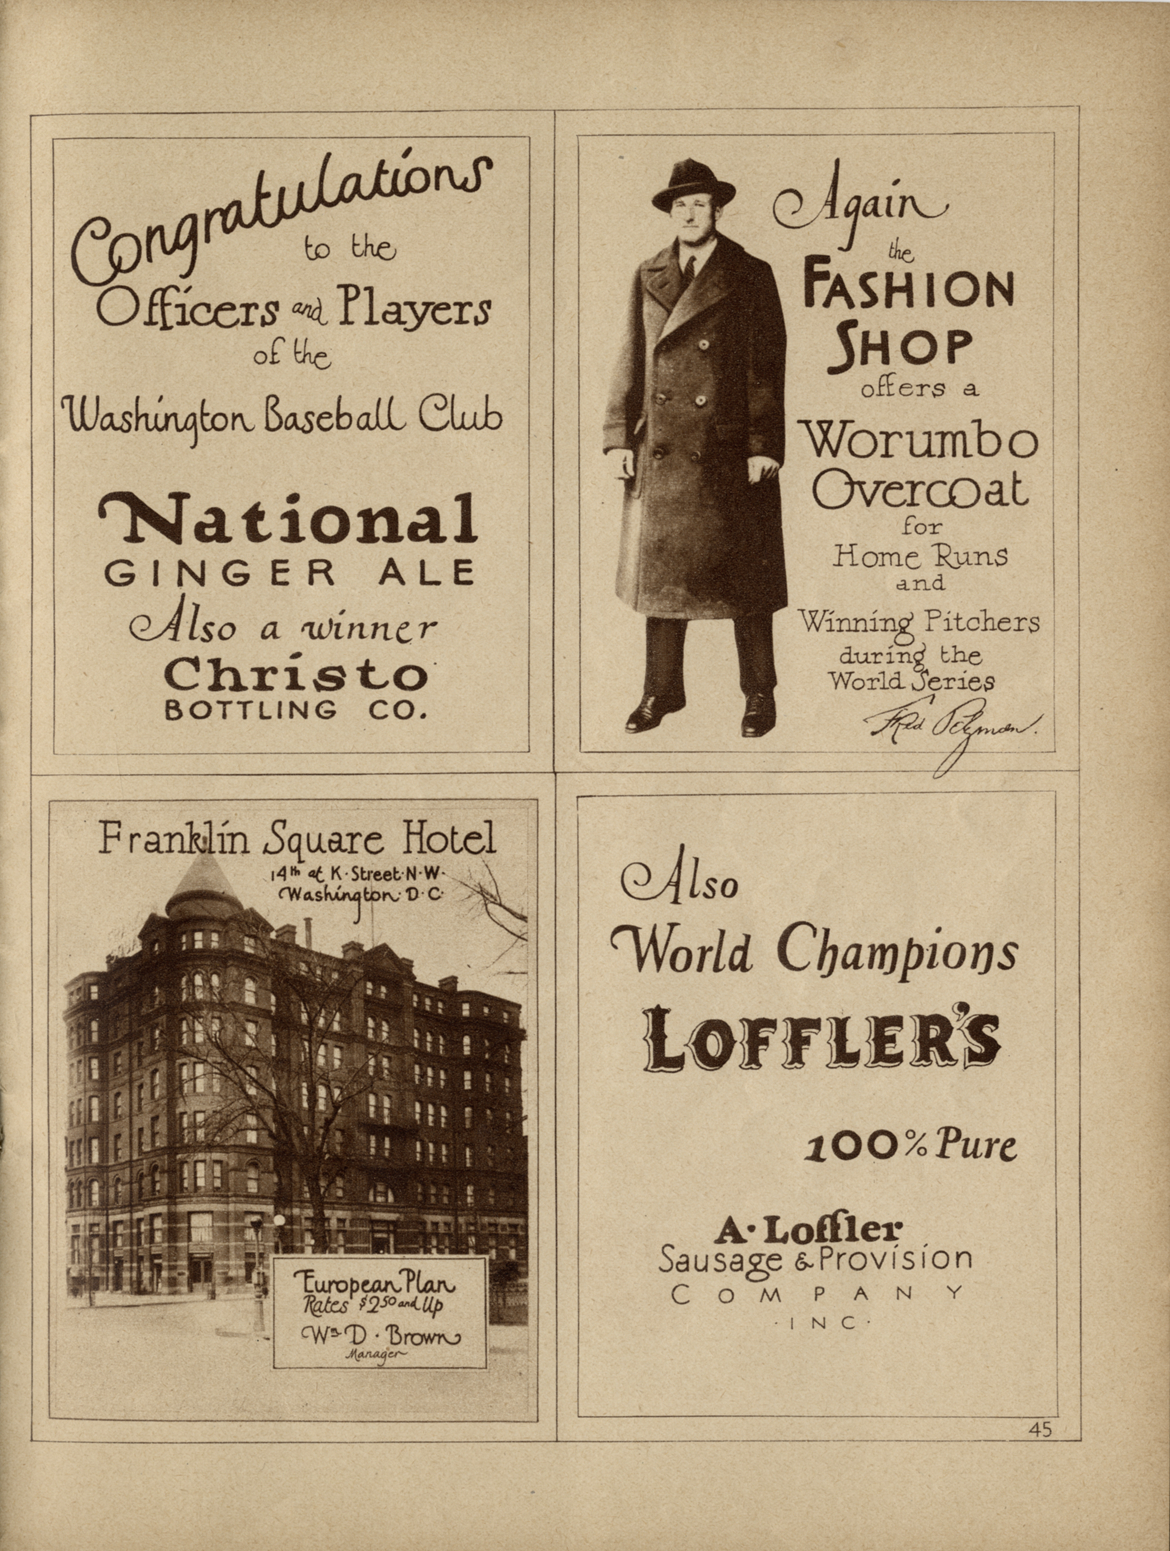 Congratulations
to the
Officers and Players
of the
Washington Baseball Club
National
GINGER ALE
Also a winner
Christo
BOTTLING CO.
Again
the
FASHION
SHOP
offers a
Worumbo
Overcoat
for
Home Runs
and
Winning Pitchers
during the
World Series
Fred Pelzman.
Franklin Square Hotel
14th at K·Street·N·W·
Washington·D·C·
European Plan
Rates $2.50 and Up
Wm D·Brown
Manager
Also
World Champions
LOFFLER'S
100% Pure
A·Loffler
Sausage & Provision
COMPANY
·INC·
45